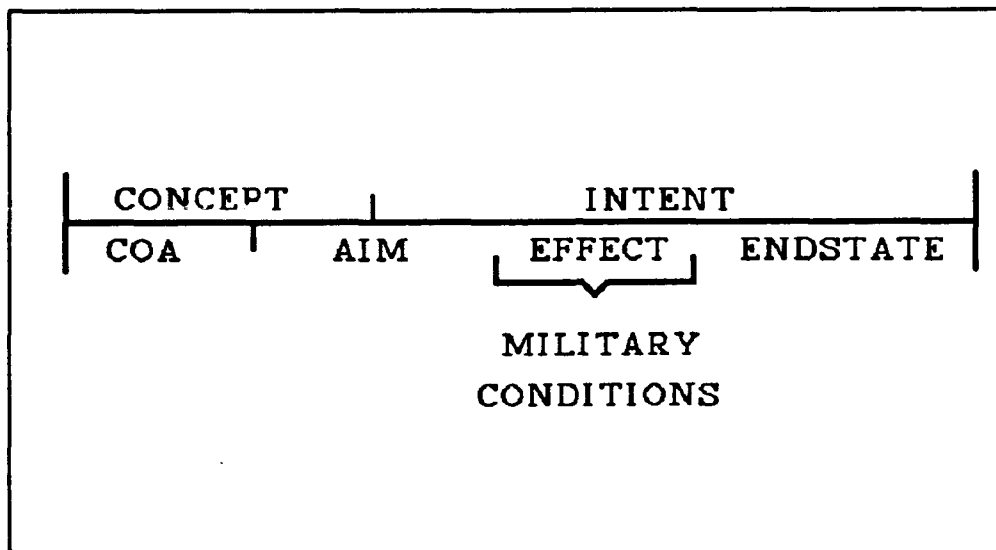 CONCEPT INTENT
COA AIM EFFECT ENDSTATE
MILITARY
CONDITIONS